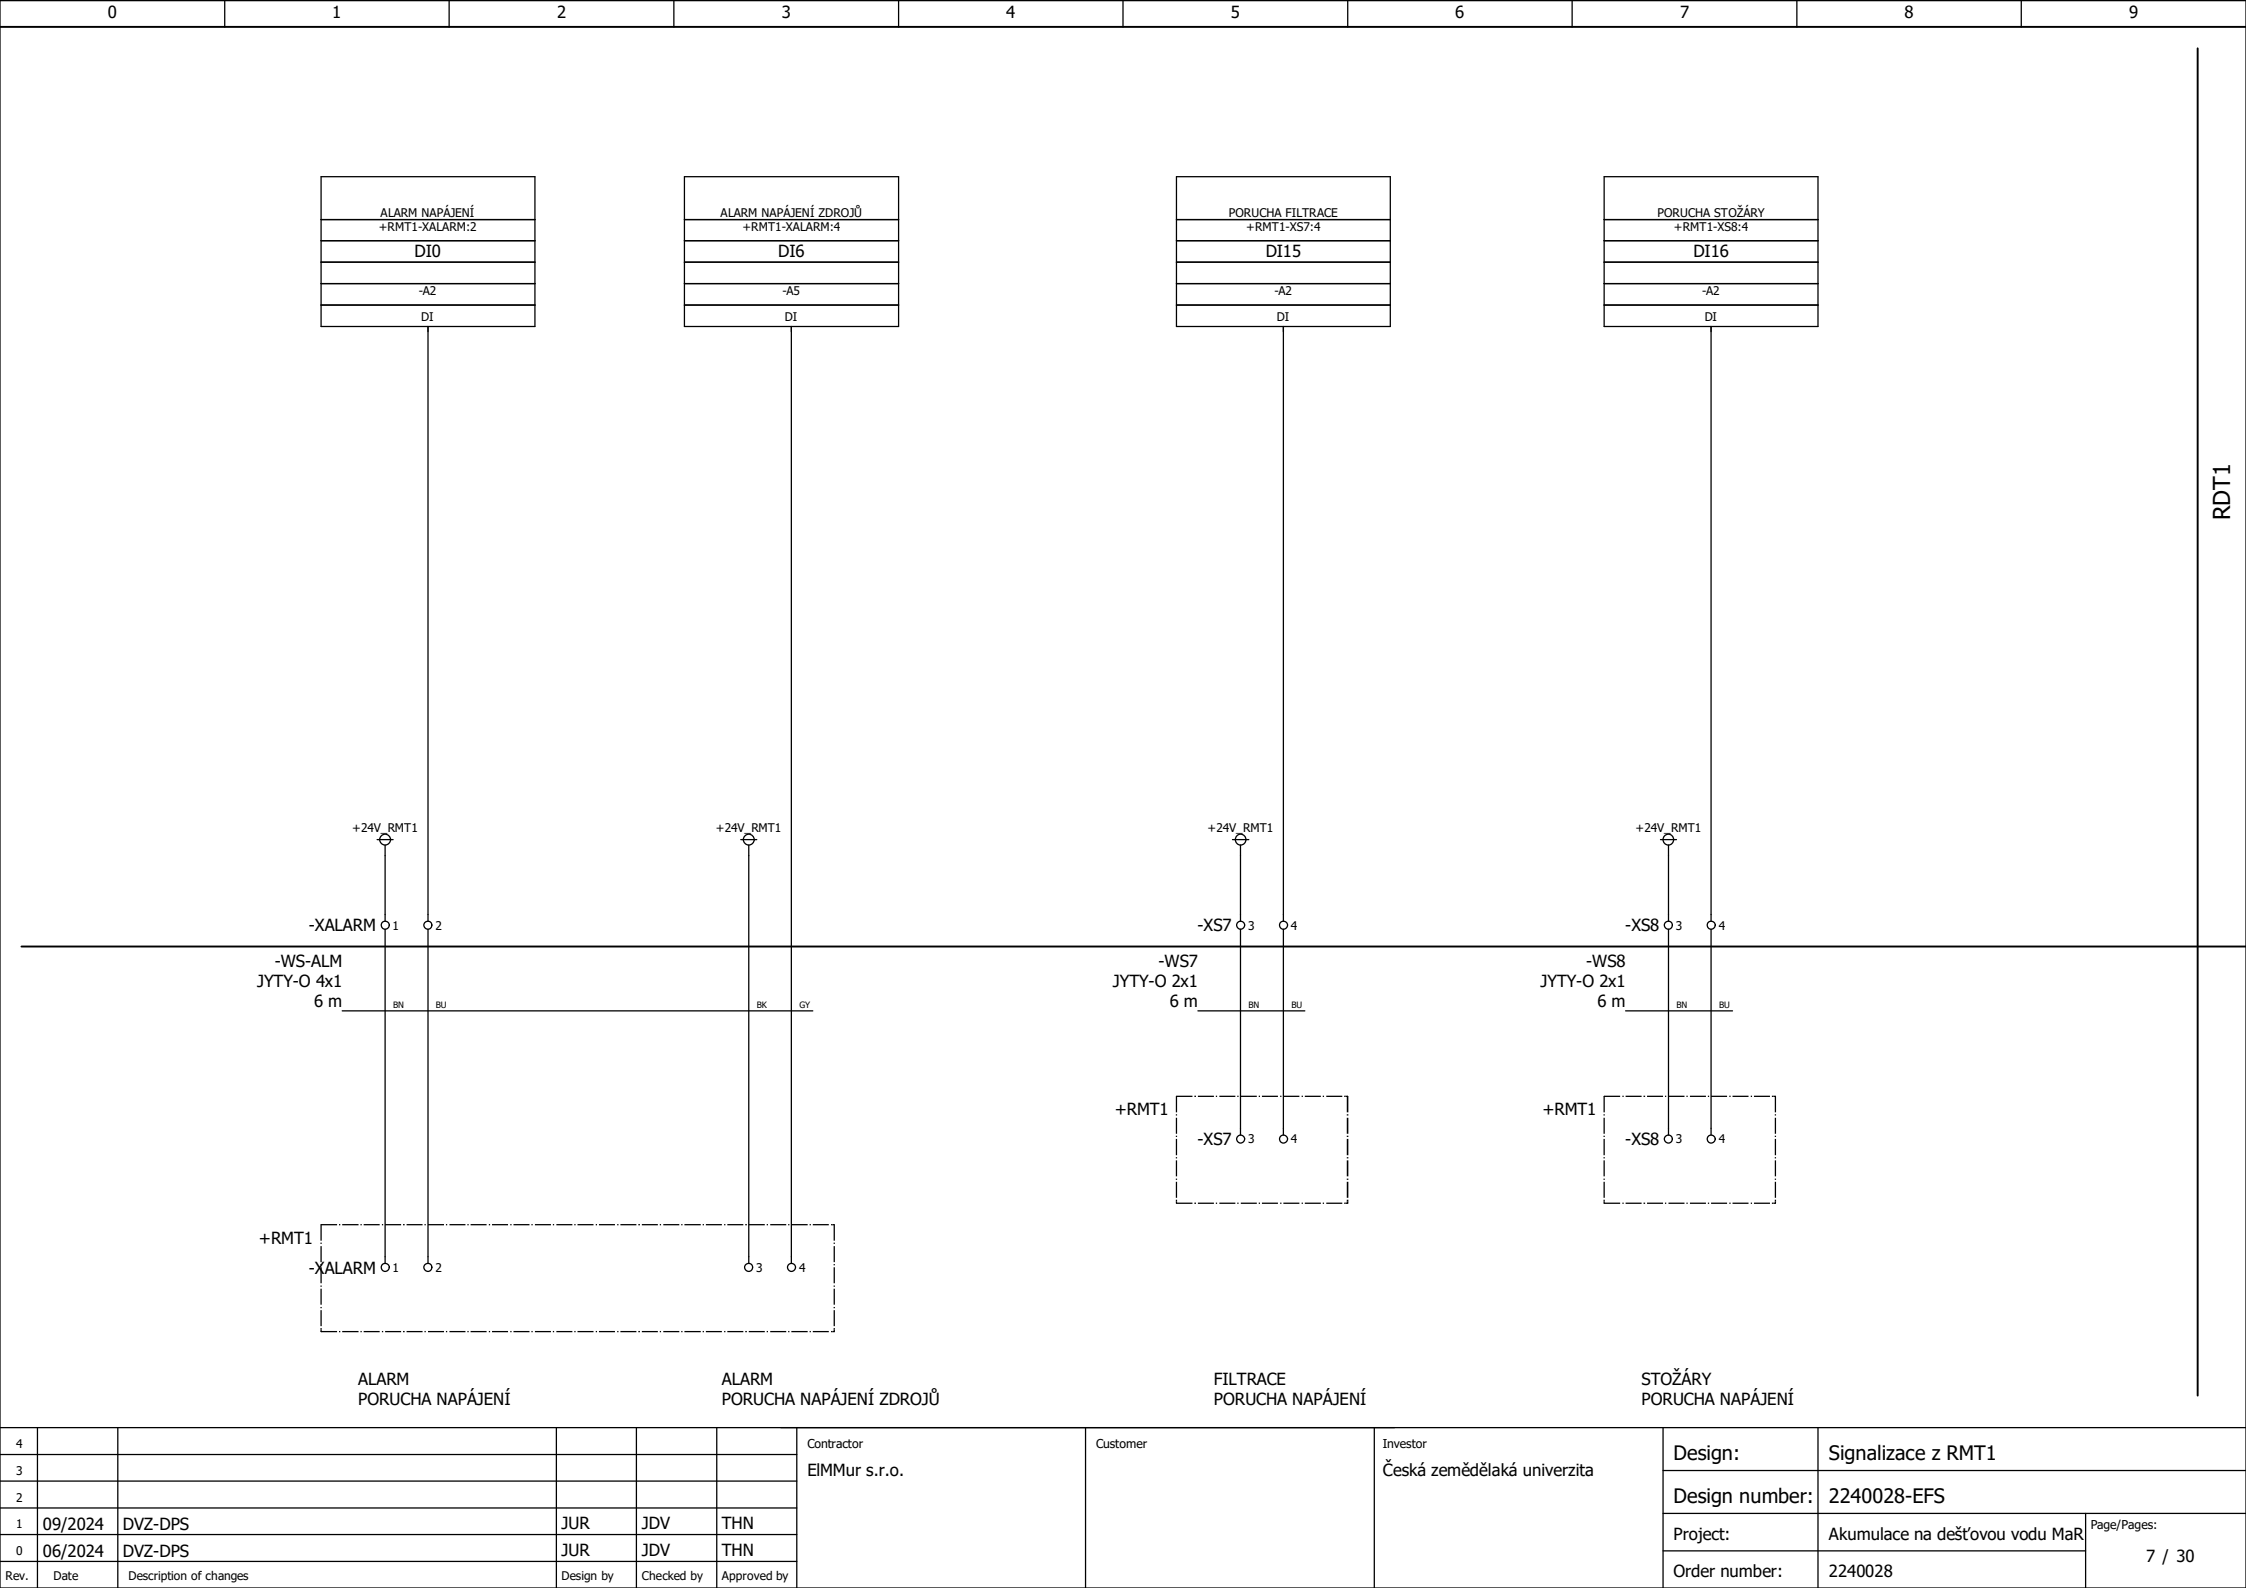 0 1 2 3 4 5 6 7 8 9
ALARM NAPÁJENÍ
+RMT1-XALARM:2
DI0
-A2
DI
ALARM NAPÁJENÍ ZDROJŮ
+RMT1-XALARM:4
DI6
-A5
DI
PORUCHA FILTRACE
+RMT1-XS7:4
DI15
-A2
DI
PORUCHA STOŽÁRY
+RMT1-XS8:4
DI16
-A2
DI
RDT1
+24V_RMT1 +24V_RMT1 +24V_RMT1 +24V_RMT1
-XALARM 1 2
-XS7 3 4
-XS8 3 4
-WS-ALM
JYTY-O 4x1
6 m BN BU BK GY
-WS7
JYTY-O 2x1
6 m BN BU
-WS8
JYTY-O 2x1
6 m BN BU
+RMT1
-XS7 3 4
+RMT1
-XS8 3 4
+RMT1
-XALARM 1 2 3 4
ALARM
PORUCHA NAPÁJENÍ
ALARM
PORUCHA NAPÁJENÍ ZDROJŮ
FILTRACE
PORUCHA NAPÁJENÍ
STOŽÁRY
PORUCHA NAPÁJENÍ
4
3
2
1 09/2024 DVZ-DPS JUR JDV THN
0 06/2024 DVZ-DPS JUR JDV THN
Rev. Date Description of changes Design by Checked by Approved by
Contractor
ElMMur s.r.o.
Customer
Investor
Česká zemědělaká univerzita
Design: Signalizace z RMT1
Design number: 2240028-EFS
Project: Akumulace na dešťovou vodu MaR
Order number: 2240028
Page/Pages:
7 / 30